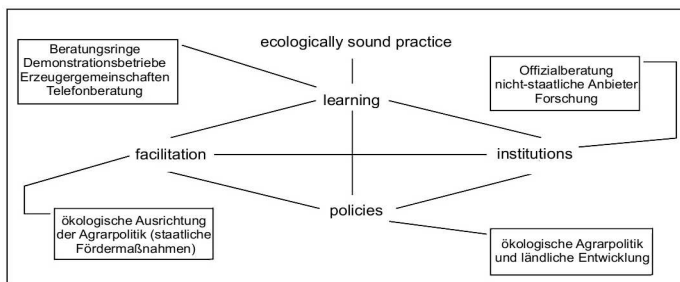 ecologically sound practice
Beratungsringe
Demonstrationsbetriebe
Erzeugergemeinschaften
Telefonberatung
Offizialberatung
nicht-staatliche Anbieter
Forschung
learning
facilitation
institutions
policies
ökologische Ausrichtung
der Agrarpolitik (staatliche
Fördermaßnahmen)
ökologische Agrarpolitik
und ländliche Entwicklung